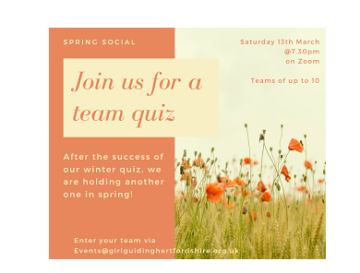 SPRING SOCIAL
Saturday 13th March
@7.30pm
on Zoom
Teams of up to 10
Join us for a
team quiz
After the success of
our winter quiz, we
are holding another
one in spring!
Enter your team via
Events@girlguidinghertfordshire.org.uk